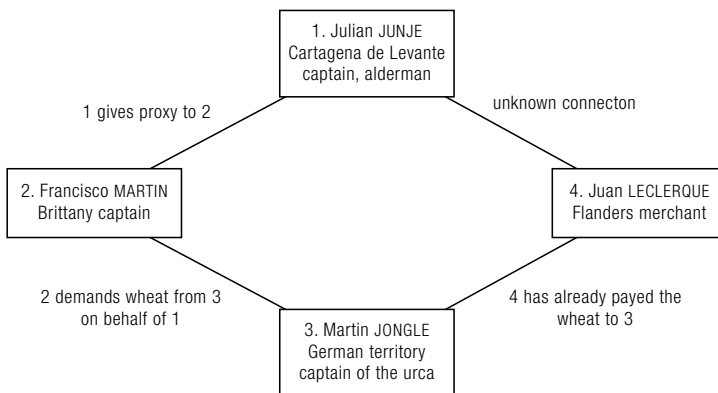 1. Julian JUNJE
Cartagena de Levante
captain, alderman
1 gives proxy to 2
unknown connecton
2. Francisco MARTIN
Brittany captain
4. Juan LECLERQUE
Flanders merchant
2 demands wheat from 3
on behalf of 1
4 has already payed the
wheat to 3
3. Martin JONGLE
German territory
captain of the urca